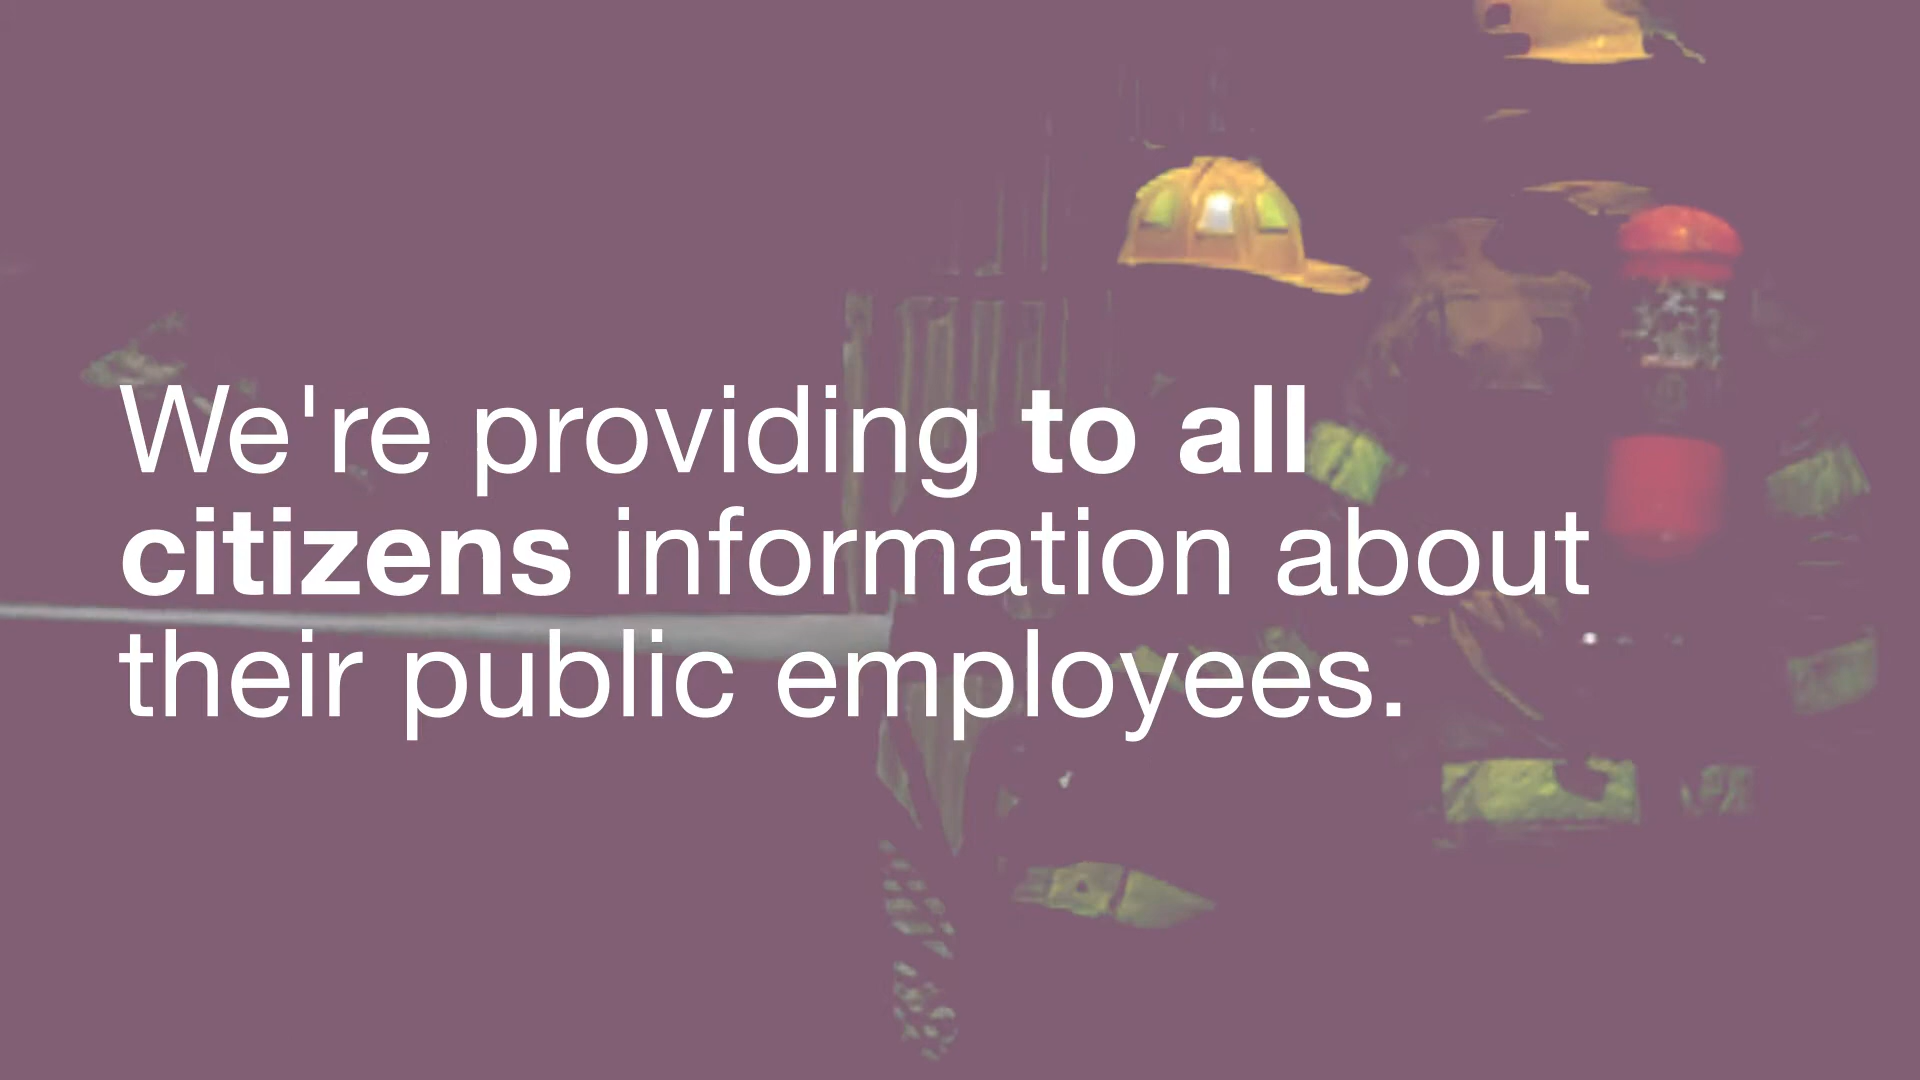 We're providing to all
citizens information about
their public employees.